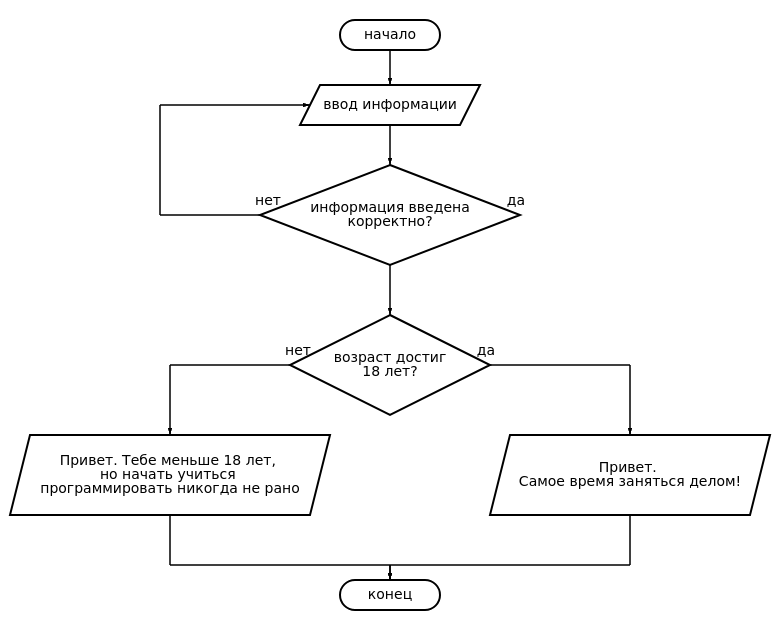 начало
ввод информации
нет
да
информация введена
корректно?
нет
да
возраст достиг
18 лет?
Привет. Тебе меньше 18 лет,
но начать учиться
программировать никогда не рано
Привет.
Самое время заняться делом!
конец